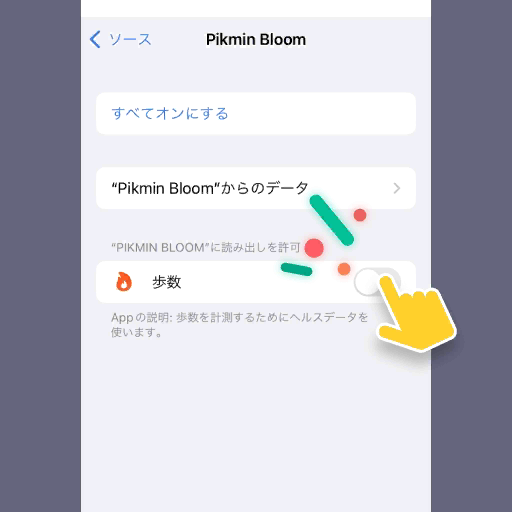 ソース
Pikmin Bloom
すべてオンにする
“Pikmin Bloom”からのデータ
“PIKMIN BLOOM”に読み出しを許可
歩数
Appの説明: 歩数を計測するためにヘルスデータを
使います。